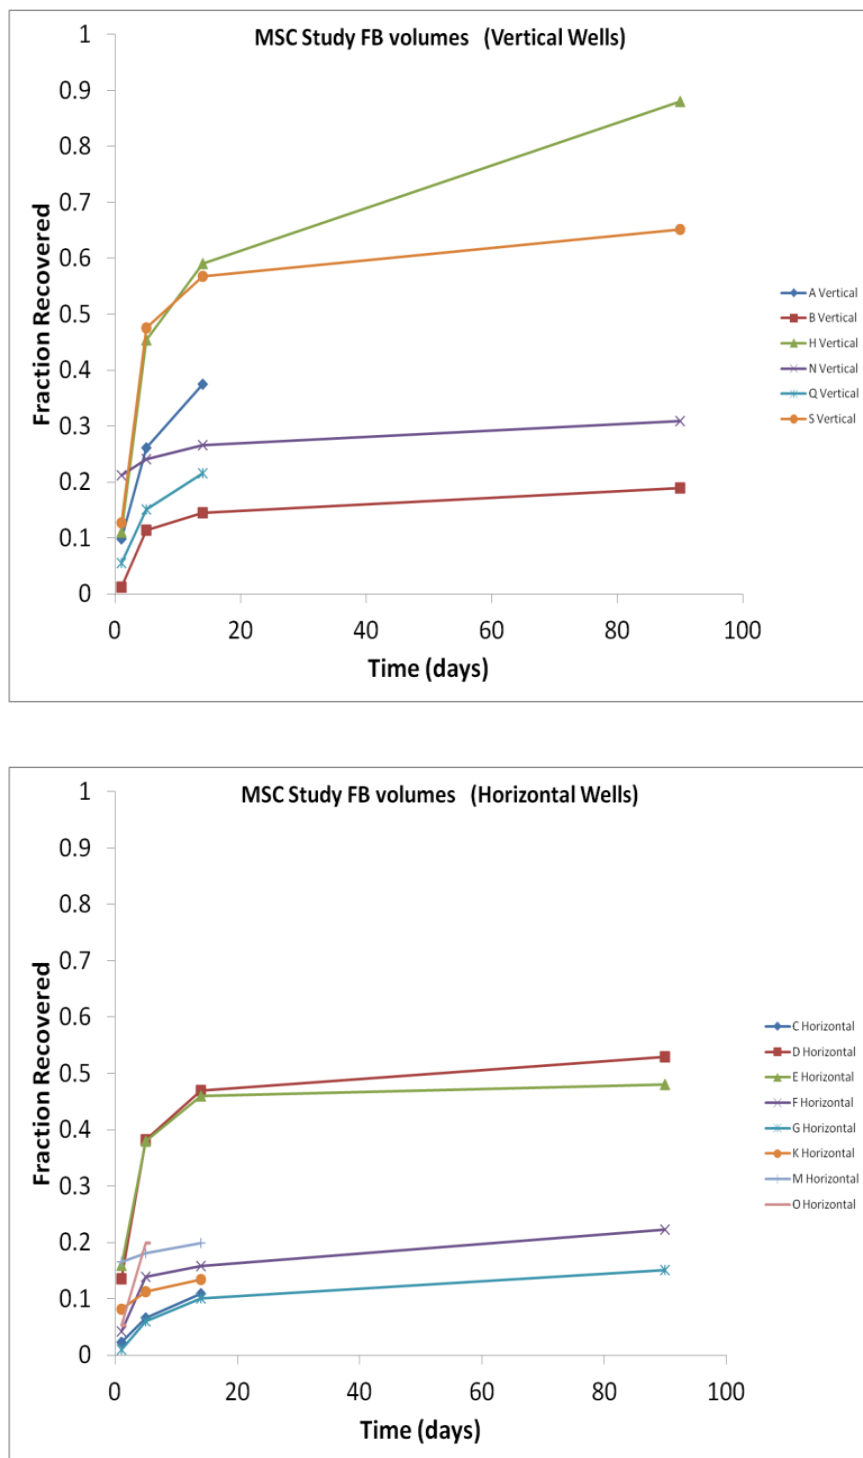 MSC Study FB volumes (Vertical Wells)
1
0.9
0.8
0.7
0.6
0.5
0.4
0.3
0.2
0.1
0
Fraction Recovered
0 20 40 60 80 100
Time (days)
A Vertical
B Vertical
H Vertical
N Vertical
Q Vertical
S Vertical
MSC Study FB volumes (Horizontal Wells)
1
0.9
0.8
0.7
0.6
0.5
0.4
0.3
0.2
0.1
0
Fraction Recovered
0 20 40 60 80 100
Time (days)
C Horizontal
D Horizontal
E Horizontal
F Horizontal
G Horizontal
K Horizontal
M Horizontal
O Horizontal